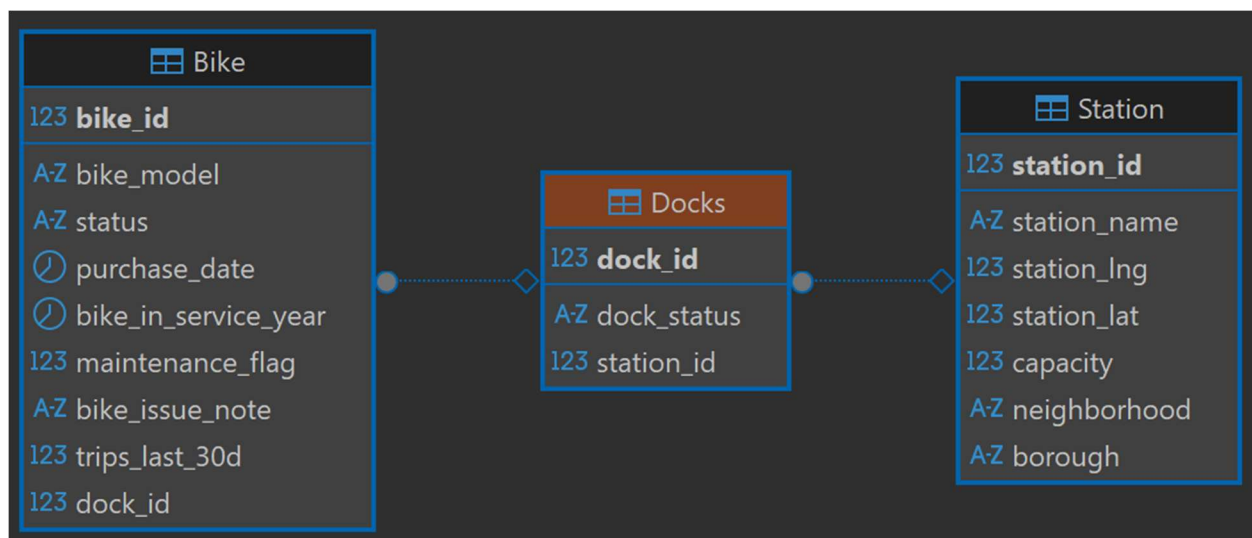 Bike
123 bike_id
A-Z bike_model
A-Z status
purchase_date
bike_in_service_year
123 maintenance_flag
A-Z bike_issue_note
123 trips_last_30d
123 dock_id
Docks
123 dock_id
A-Z dock_status
123 station_id
Station
123 station_id
A-Z station_name
123 station_lng
123 station_lat
123 capacity
A-Z neighborhood
A-Z borough